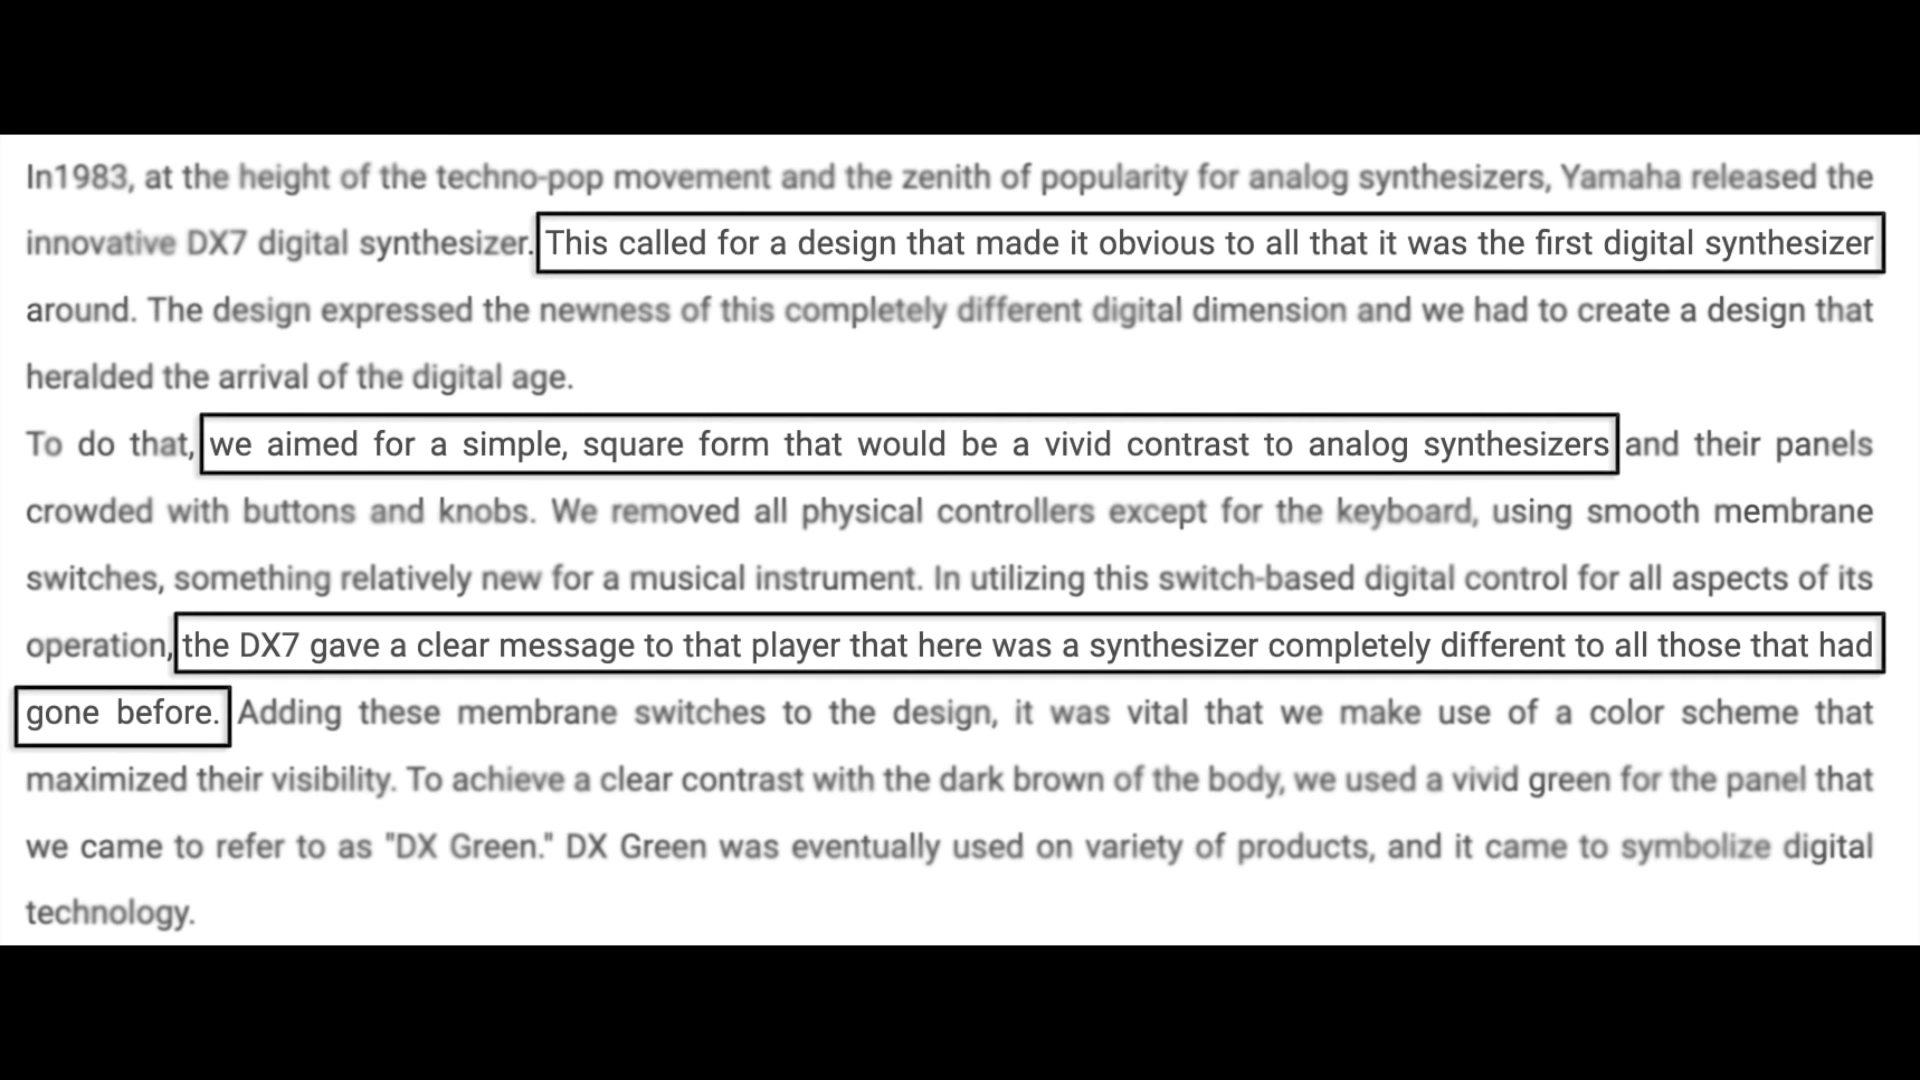 In1983, at the height of the techno-pop movement and the zenith of popularity for analog synthesizers, Yamaha released the
innovative DX7 digital synthesizer. This called for a design that made it obvious to all that it was the first digital synthesizer
around. The design expressed the newness of this completely different digital dimension and we had to create a design that
heralded the arrival of the digital age.
To do that, we aimed for a simple, square form that would be a vivid contrast to analog synthesizers and their panels
crowded with buttons and knobs. We removed all physical controllers except for the keyboard, using smooth membrane
switches, something relatively new for a musical instrument. In utilizing this switch-based digital control for all aspects of its
operation, the DX7 gave a clear message to that player that here was a synthesizer completely different to all those that had
gone before. Adding these membrane switches to the design, it was vital that we make use of a color scheme that
maximized their visibility. To achieve a clear contrast with the dark brown of the body, we used a vivid green for the panel that
we came to refer to as "DX Green." DX Green was eventually used on variety of products, and it came to symbolize digital
technology.